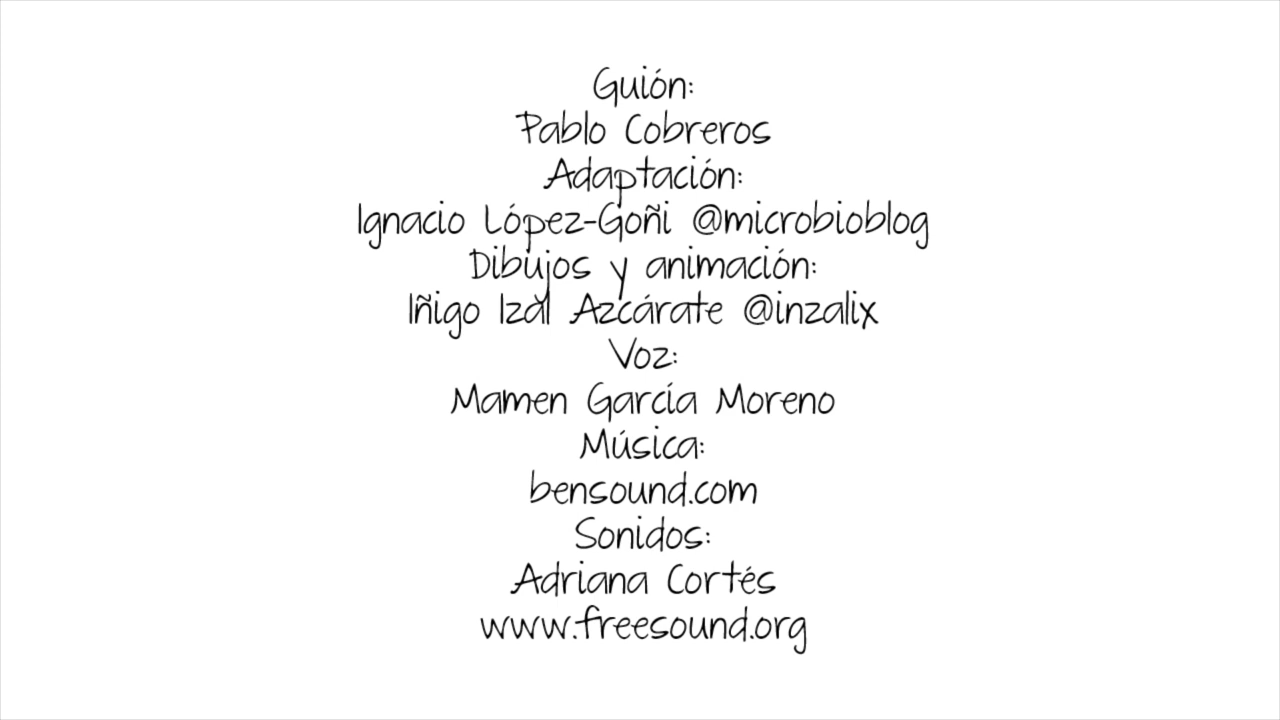 Guión:
Pablo Cobreros
Adaptación:
Ignacio López-Goñi @microbioblog
Dibujos y animación:
Iñigo Izal Azcárate @inzalix
Voz:
Mamen García Moreno
Música:
bensound.com
Sonidos:
Adriana Cortés
www.freesound.org